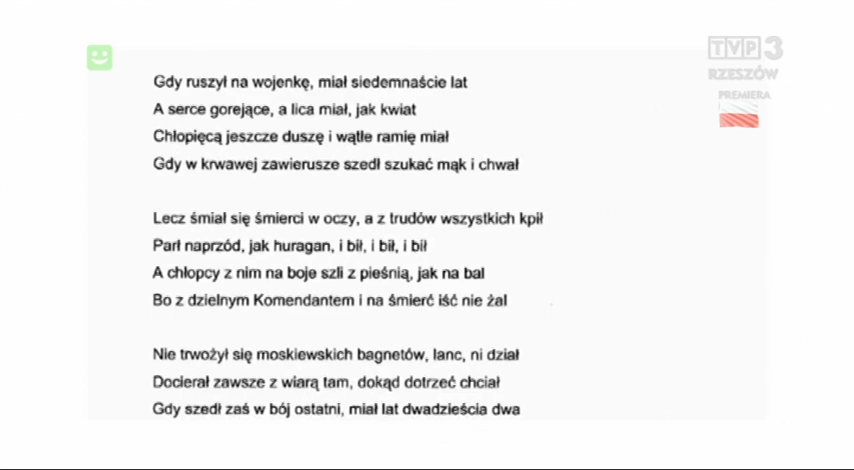 TVP3
RZESZÓW
PREMIERA
Gdy ruszył na wojenkę, miał siedemnaście lat
A serce gorejące, a lica miał, jak kwiat
Chłopięcą jeszcze duszę i wątłe ramię miał
Gdy w krwawej zawierusze szedł szukać mąk i chwał
Lecz śmiał się śmierci w oczy, a z trudów wszystkich kpił
Parł naprzód, jak huragan, i bił, i bił, i bił
A chłopcy z nim na boje szli z pieśnią, jak na bal
Bo z dzielnym Komendantem i na śmierć iść nie żal
Nie trwożył się moskiewskich bagnetów, lanc, ni dział
Docierał zawsze z wiarą tam, dokąd dotrzeć chciał
Gdy szedł zaś w bój ostatni, miał lat dwadzieścia dwa